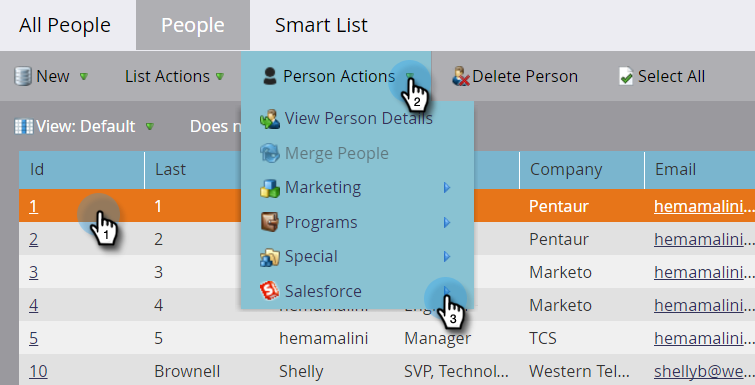 All People People Smart List
New List Actions Person Actions Delete Person Select All
2
View: Default Does n
View Person Details
Merge People
Id Last Company Email
Marketing
1 1 Pentaur hemamalini...
1
Programs
2 2 Pentaur hemamalini...
Special
3 3 Marketo hemamalini...
Salesforce
4 4 Marketo hemamalini...
3
5 5 hemamalini Manager TCS hemamalini...
10 Brownell Shelly SVP, Technol... Western Tel... shellyb@we...